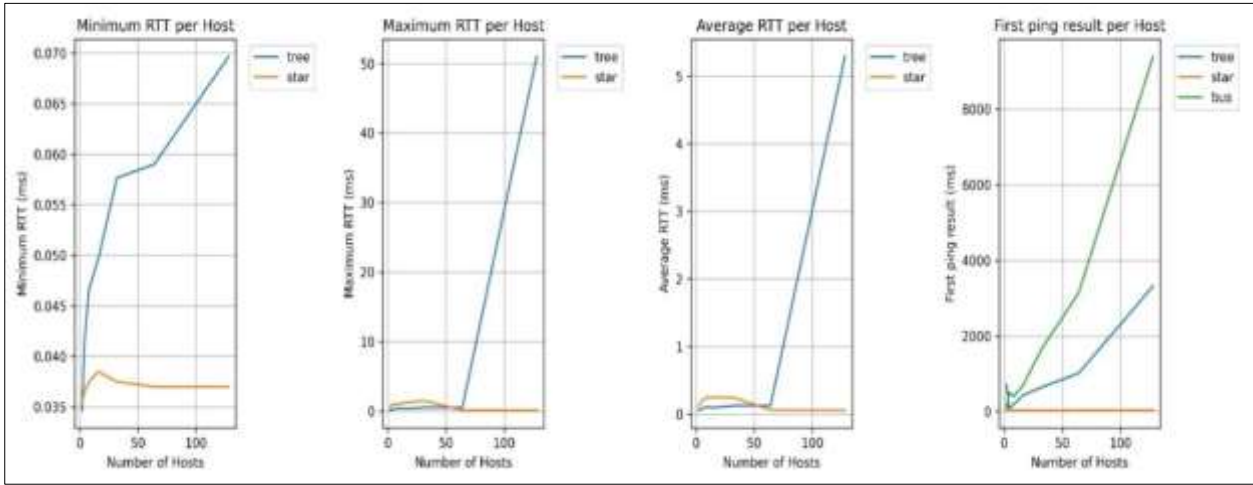 Minimum RTT per Host
Minimum RTT (ms)
0.070
0.065
0.060
0.055
0.050
0.045
0.040
0.035
0
50
100
Number of Hosts
tree
star
Maximum RTT per Host
Maximum RTT (ms)
50
40
30
20
10
0
0
50
100
Number of Hosts
tree
star
Average RTT per Host
Average RTT (ms)
5
4
3
2
1
0
0
50
100
Number of Hosts
tree
star
First ping result per Host
First ping result (ms)
8000
6000
4000
2000
0
0
50
100
Number of Hosts
tree
star
bus